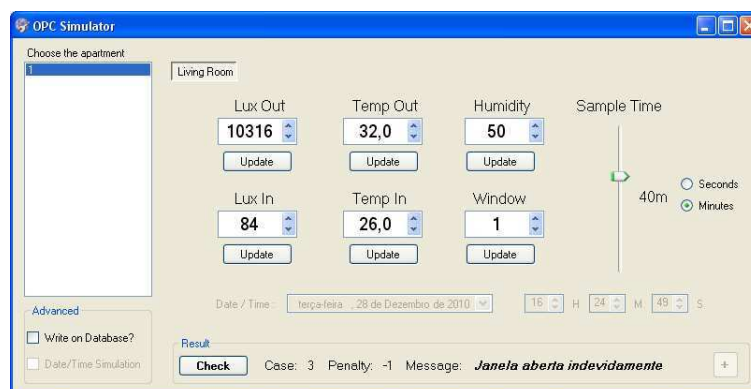 OPC Simulator
Choose the apartment
1
Living Room
Lux Out Temp Out Humidity Sample Time
10316 32,0 50
Update Update Update
40m
Seconds
Minutes
Lux In Temp In Window
84 26,0 1
Update Update Update
Date / Time : terça-feira , 28 de Dezembro de 2010 16 H 24 M 49 S
Advanced
Write on Database?
Date/Time Simulation
Result
Check Case: 3 Penalty: -1 Message: Janela aberta indevidamente +